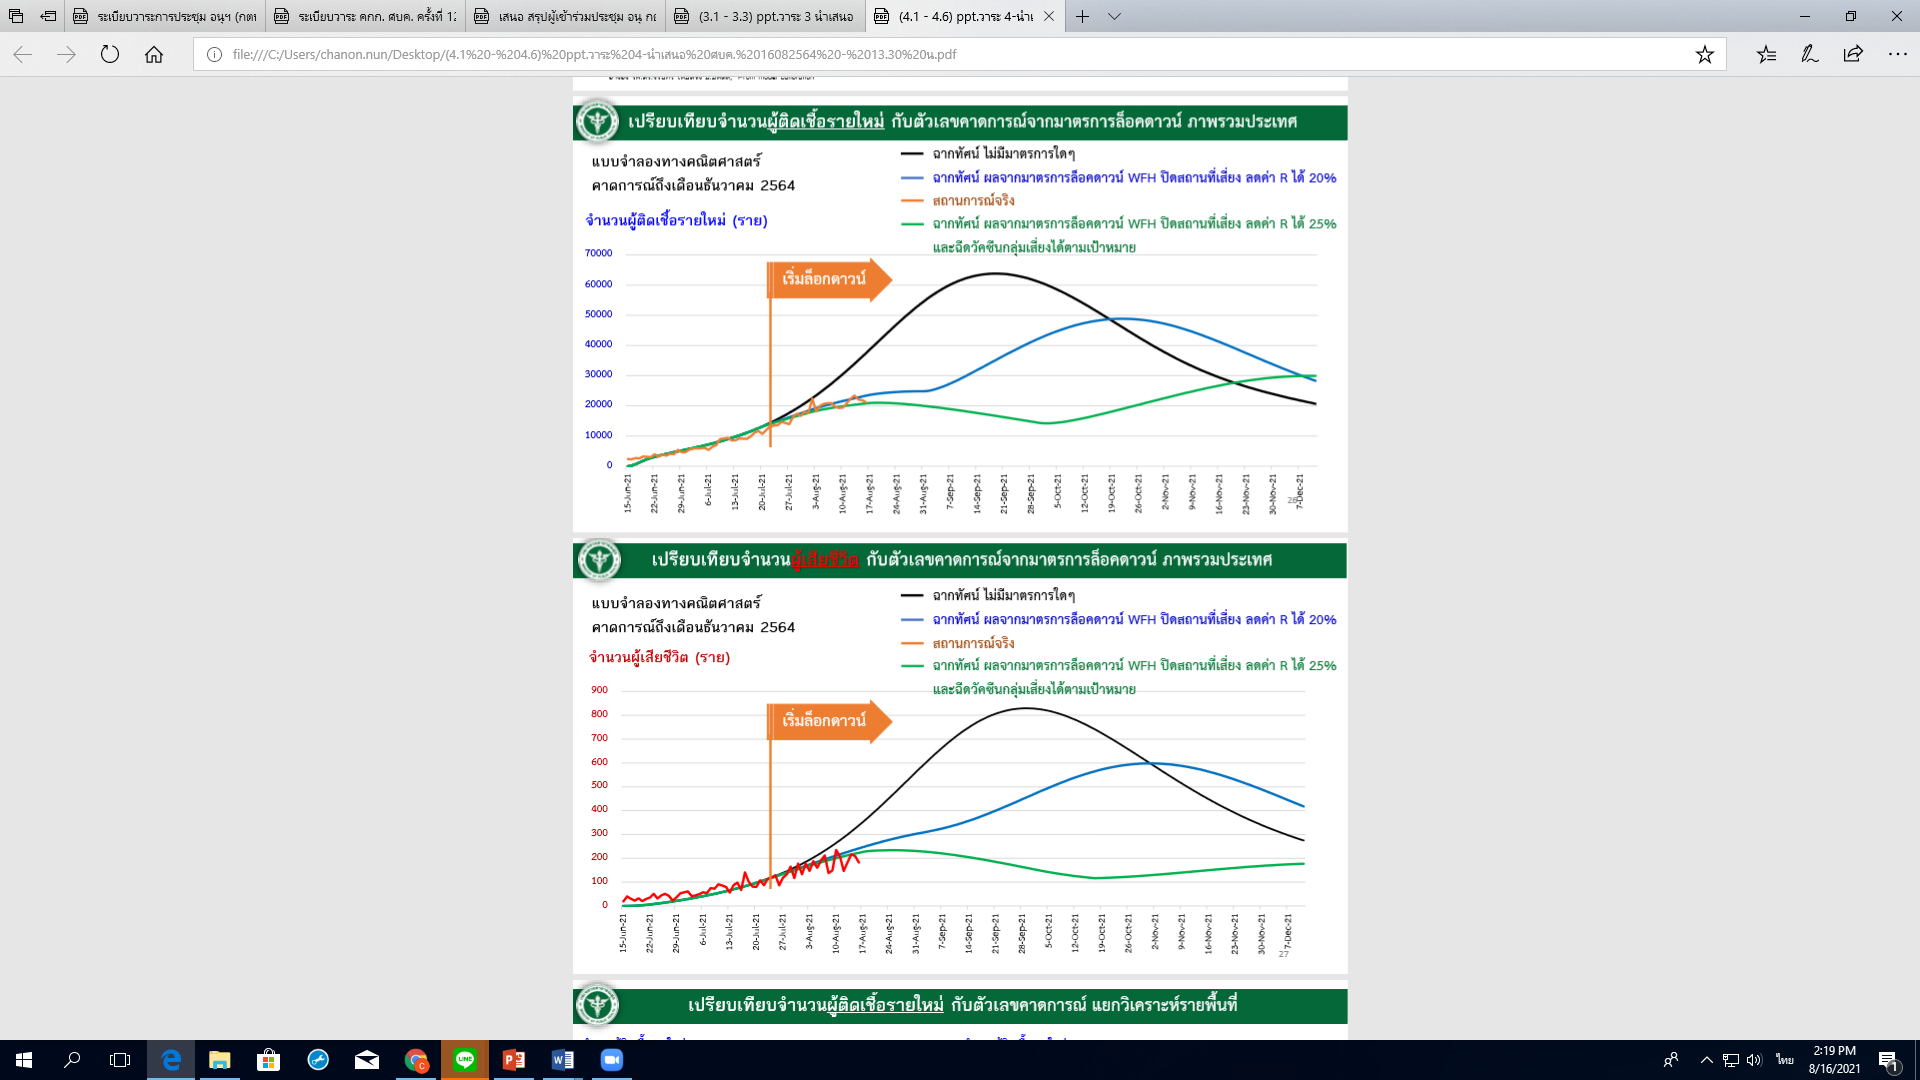 ระเบียบวาระการประชุม อนุฯ (กตเ
ระเบียบวาระ คกก. ศบค. ครั้งที่ 12
เสนอ สรุปผู้เข้าร่วมประชุม อนุ กต
(3.1 - 3.3) ppt.วาระ 3 นำเสนอ
(4.1 - 4.6) ppt.วาระ 4-นำเ
file:///C:/Users/chanon.nun/Desktop/(4.1%20-%204.6)%20ppt.วาระ%204-นำเสนอ%20ศบค.%2016082564%20-%2013.30%20น.pdf
เปรียบเทียบจำนวนผู้ติดเชื้อรายใหม่ กับตัวเลขคาดการณ์จากมาตรการล็อคดาวน์ ภาพรวมประเทศ
แบบจำลองทางคณิตศาสตร์
คาดการณ์ถึงเดือนธันวาคม 2564
จำนวนผู้ติดเชื้อรายใหม่ (ราย)
ฉากทัศน์ ไม่มีมาตรการใดๆ
ฉากทัศน์ ผลจากมาตรการล็อคดาวน์ WFH ปิดสถานที่เสี่ยง ลดค่า R ได้ 20%
สถานการณ์จริง
ฉากทัศน์ ผลจากมาตรการล็อคดาวน์ WFH ปิดสถานที่เสี่ยง ลดค่า R ได้ 25%
และฉีดวัคซีนกลุ่มเสี่ยงได้ตามเป้าหมาย
เริ่มล็อกดาวน์
70000
60000
50000
40000
30000
20000
10000
0
15-Jun-21
22-Jun-21
29-Jun-21
6-Jul-21
13-Jul-21
20-Jul-21
27-Jul-21
3-Aug-21
10-Aug-21
17-Aug-21
24-Aug-21
31-Aug-21
7-Sep-21
14-Sep-21
21-Sep-21
28-Sep-21
5-Oct-21
12-Oct-21
19-Oct-21
26-Oct-21
2-Nov-21
9-Nov-21
16-Nov-21
23-Nov-21
30-Nov-21
7-Dec-21
26
เปรียบเทียบจำนวนผู้เสียชีวิต กับตัวเลขคาดการณ์จากมาตรการล็อคดาวน์ ภาพรวมประเทศ
แบบจำลองทางคณิตศาสตร์
คาดการณ์ถึงเดือนธันวาคม 2564
จำนวนผู้เสียชีวิต (ราย)
ฉากทัศน์ ไม่มีมาตรการใดๆ
ฉากทัศน์ ผลจากมาตรการล็อคดาวน์ WFH ปิดสถานที่เสี่ยง ลดค่า R ได้ 20%
สถานการณ์จริง
ฉากทัศน์ ผลจากมาตรการล็อคดาวน์ WFH ปิดสถานที่เสี่ยง ลดค่า R ได้ 25%
และฉีดวัคซีนกลุ่มเสี่ยงได้ตามเป้าหมาย
เริ่มล็อกดาวน์
900
800
700
600
500
400
300
200
100
0
15-Jun-21
22-Jun-21
29-Jun-21
6-Jul-21
13-Jul-21
20-Jul-21
27-Jul-21
3-Aug-21
10-Aug-21
17-Aug-21
24-Aug-21
31-Aug-21
7-Sep-21
14-Sep-21
21-Sep-21
28-Sep-21
5-Oct-21
12-Oct-21
19-Oct-21
26-Oct-21
2-Nov-21
9-Nov-21
16-Nov-21
23-Nov-21
30-Nov-21
7-Dec-21
27
เปรียบเทียบจำนวนผู้ติดเชื้อรายใหม่ กับตัวเลขคาดการณ์ แยกวิเคราะห์รายพื้นที่
LINE
ไทย
2:19 PM
8/16/2021
1